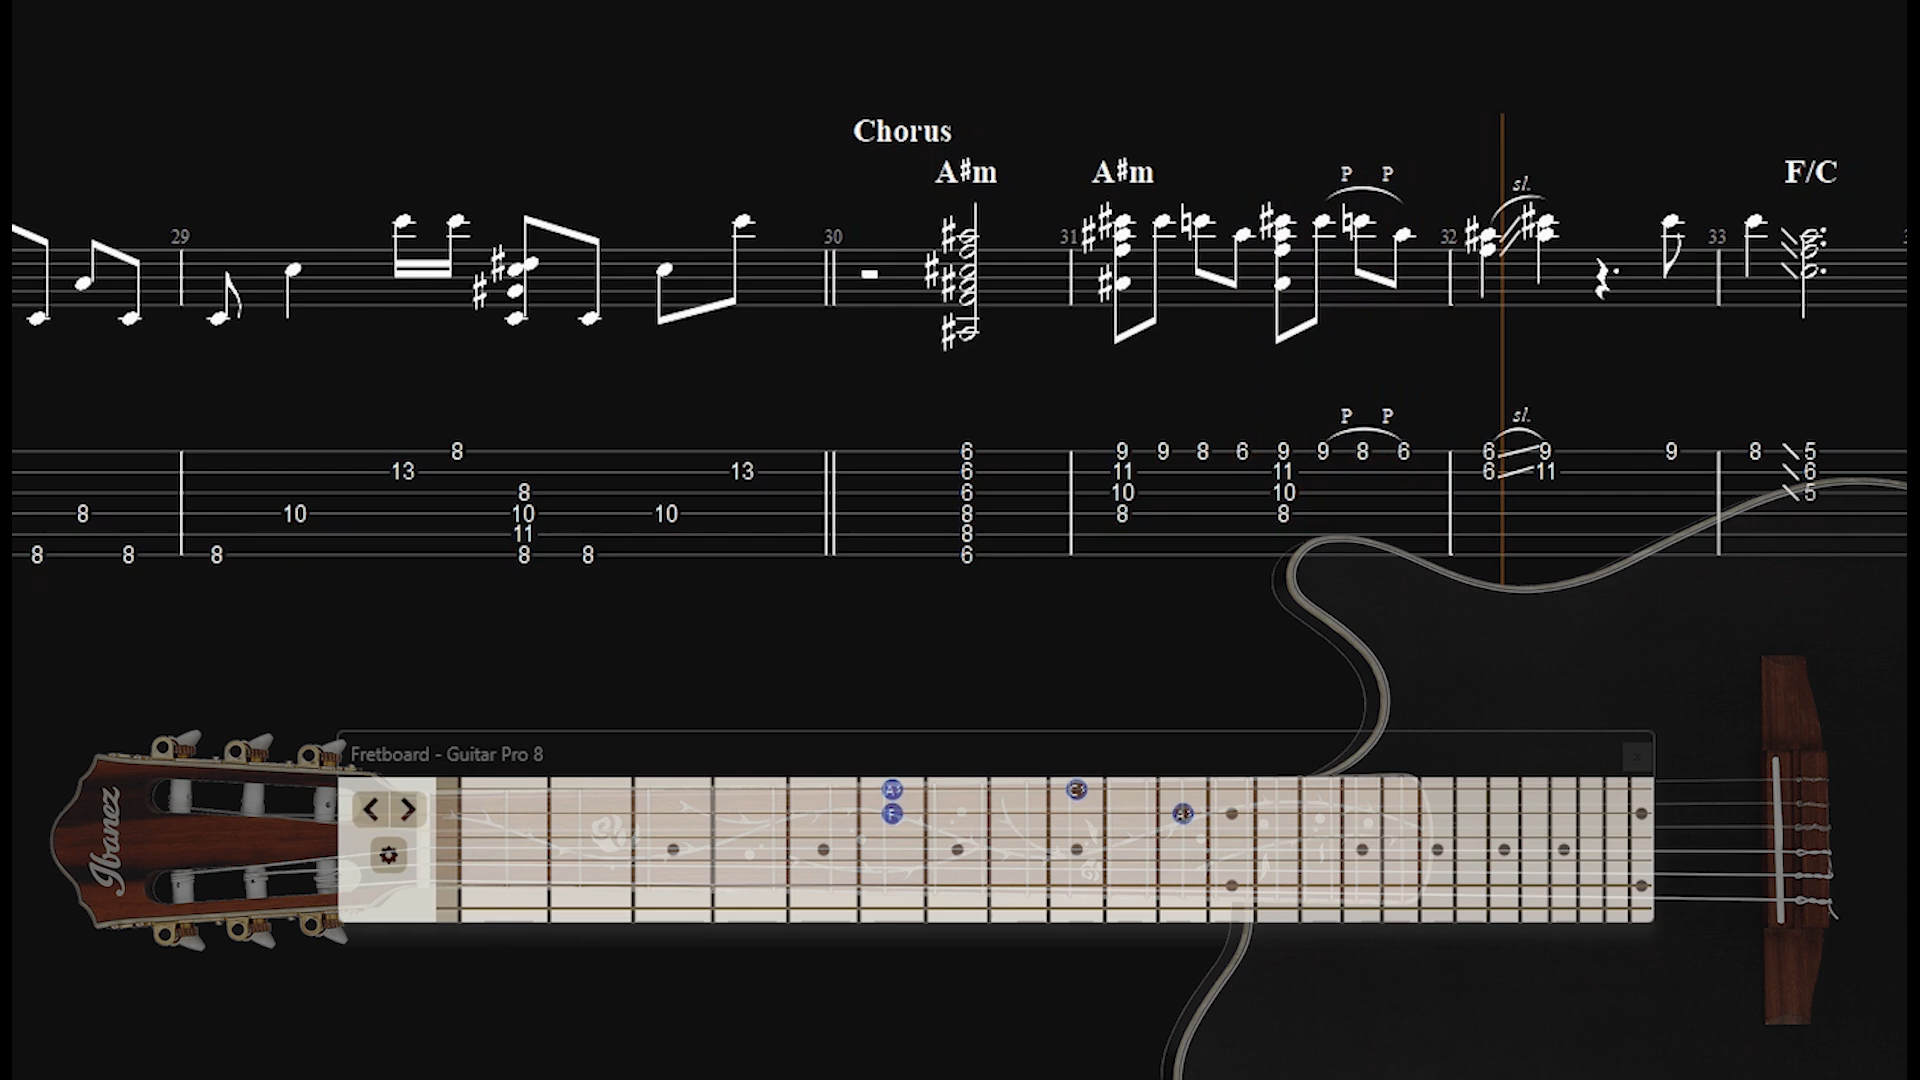 Chorus
A♯m A♯m F/C
P P sl.
29 30 31 32 33
P P sl.
8 9 9 8 6 9 9 8 6 6 9 9 8 5
6
13 13 6 11 11 6 11 6
8 6 10 10 5
8 10 10 10 8 8 8
11 8
8 8 8 8 8 6
Fretboard - Guitar Pro 8
Ibanez
F